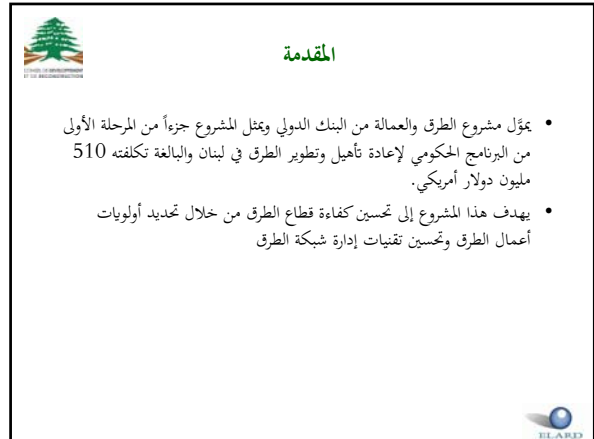 المقدمة
• يموَّل مشروع الطرق والعمالة من البنك الدولي ويمثل المشروع جزءاً من المرحلة الأولى
من البرنامج الحكومي لإعادة تأهيل وتطوير الطرق في لبنان والبالغة تكلفته 510
مليون دولار أمريكي.
• يهدف هذا المشروع إلى تحسين كفاءة قطاع الطرق من خلال تحديد أولويات
أعمال الطرق وتحسين تقنيات إدارة شبكة الطرق
ELARD